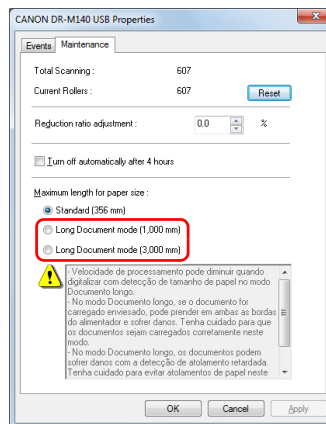 CANON DR-M140 USB Properties
Events Maintenance
Total Scanning : 607
Current Rollers : 607 Reset
Reduction ratio adjustment : 0.0 %
Turn off automatically after 4 hours
Maximum length for paper size :
Standard (356 mm)
Long Document mode (1,000 mm)
Long Document mode (3,000 mm)
- Velocidade de processamento pode diminuir quando
digitalizar com detecção de tamanho de papel no modo
Documento longo.
- No modo Documento longo, se o documento for
carregado enviesado, pode prender em ambas as bordas
do alimentador e sofrer danos. Tenha cuidado para que
os documentos sejam carregados corretamente neste
modo.
- No modo Documento longo, os documentos podem
sofrer danos com a detecção de atolamento retardada.
Tenha cuidado para evitar atolamentos de papel neste
OK Cancel Apply